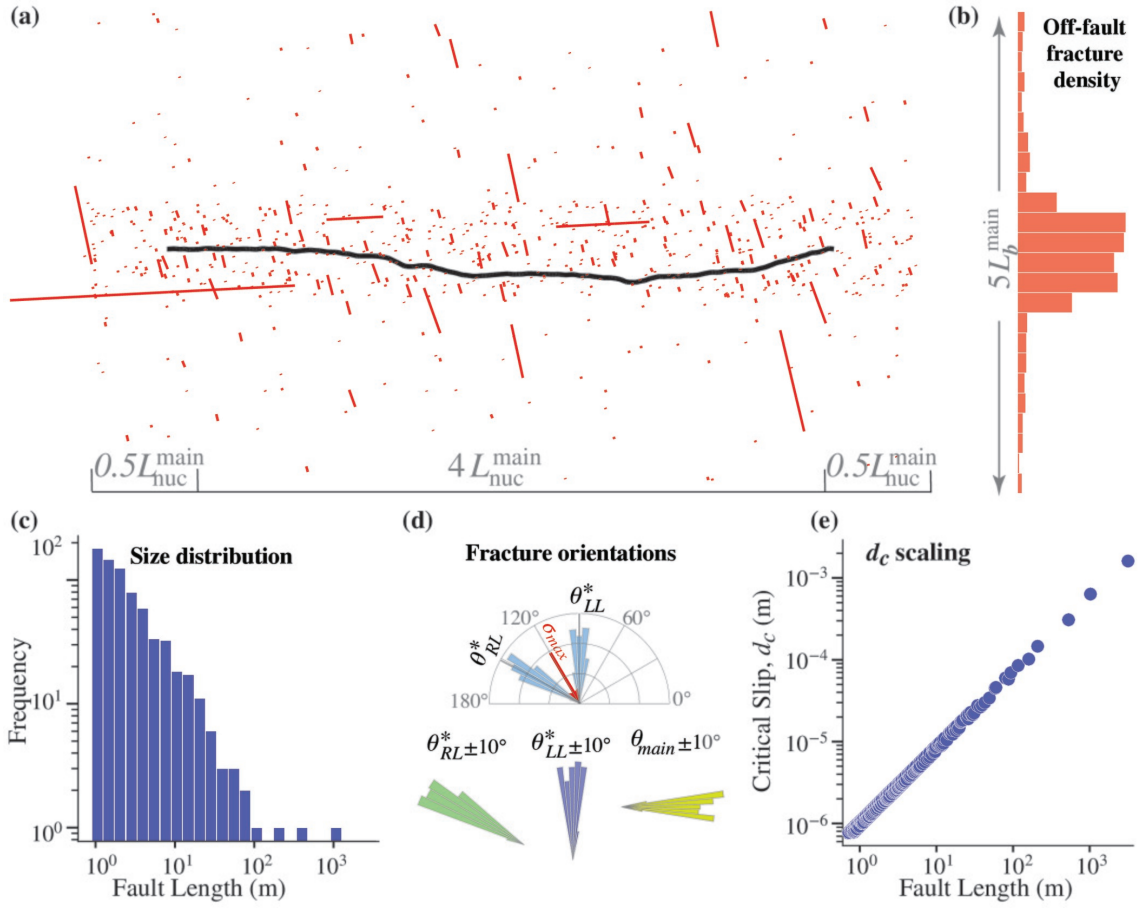 (a)
(b)
Off-fault
fracture
density
5L_b^main
0.5L_nuc^main
4 L_nuc^main
0.5L_nuc^main
(c)
Size distribution
10^2
10^1
10^0
Frequency
10^0
10^1
10^2
10^3
Fault Length (m)
(d)
Fracture orientations
θ*_LL
120°
60°
θ*_RL
σ_max
180°
0°
θ*_RL±10°
θ*_LL±10°
θ_main±10°
(e)
d_c scaling
10^-3
10^-4
10^-5
10^-6
Critical Slip, d_c (m)
10^0
10^1
10^2
10^3
Fault Length (m)